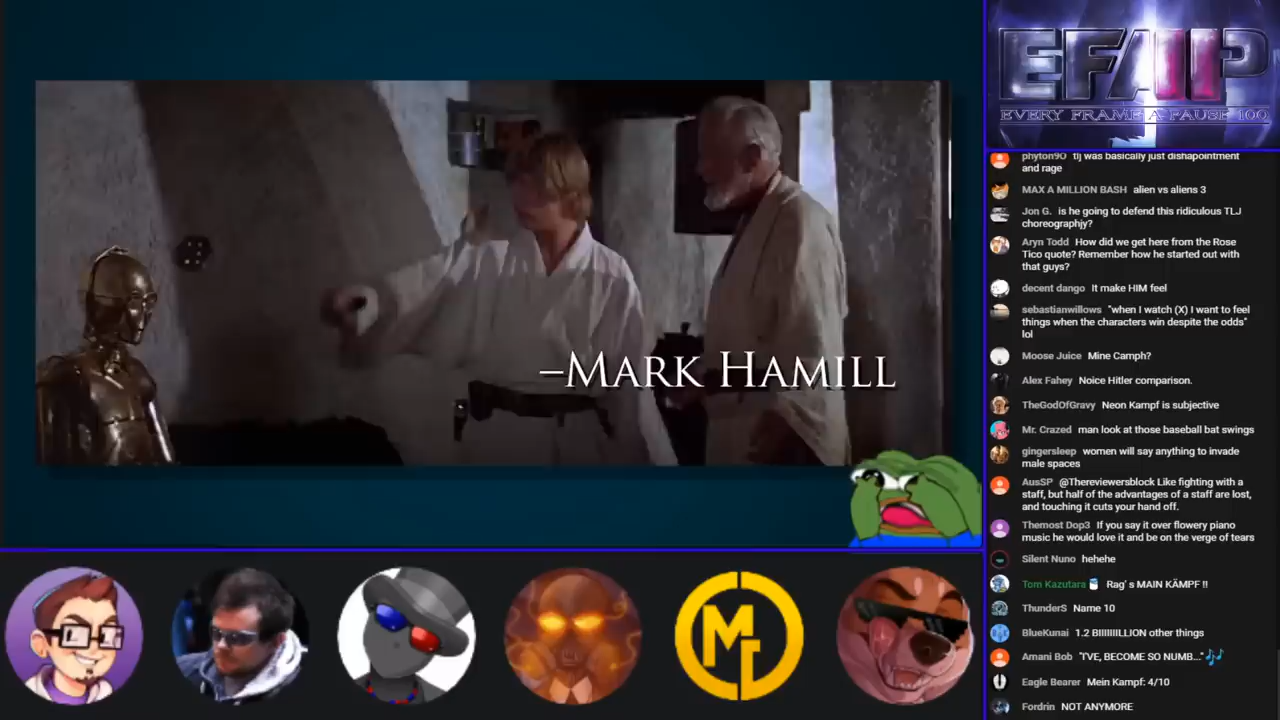 –MARK HAMILL
EFAP
EVERY FRAME A PAUSE 100
phyton90 tlj was basically just dishapointment
and rage
MAX A MILLION BASH alien vs aliens 3
Jon G. is he going to defend this ridiculous TLJ
choreographjy?
Aryn Todd How did we get here from the Rose
Tico quote? Remember how he started out with
that guys?
decent dango It make HIM feel
sebastianwillows "when I watch (X) I want to feel
things when the characters win despite the odds"
lol
Moose Juice Mine Camph?
Alex Fahey Noice Hitler comparison.
TheGodOfGravy Neon Kampf is subjective
Mr. Crazed man look at those baseball bat swings
gingersleep women will say anything to invade
male spaces
AusSP @Thereviewersblock Like fighting with a
staff, but half of the advantages of a staff are lost,
and touching it cuts your hand off.
Themost Dop3 If you say it over flowery piano
music he would love it and be on the verge of tears
Silent Nuno hehehe
Tom Kazutara Rag' s MAIN KÄMPF !!
ThunderS Name 10
BlueKunai 1.2 BIIIIIIILLION other things
Amani Bob "I'VE, BECOME SO NUMB..." 🎶
Eagle Bearer Mein Kampf: 4/10
Fordrin NOT ANYMORE